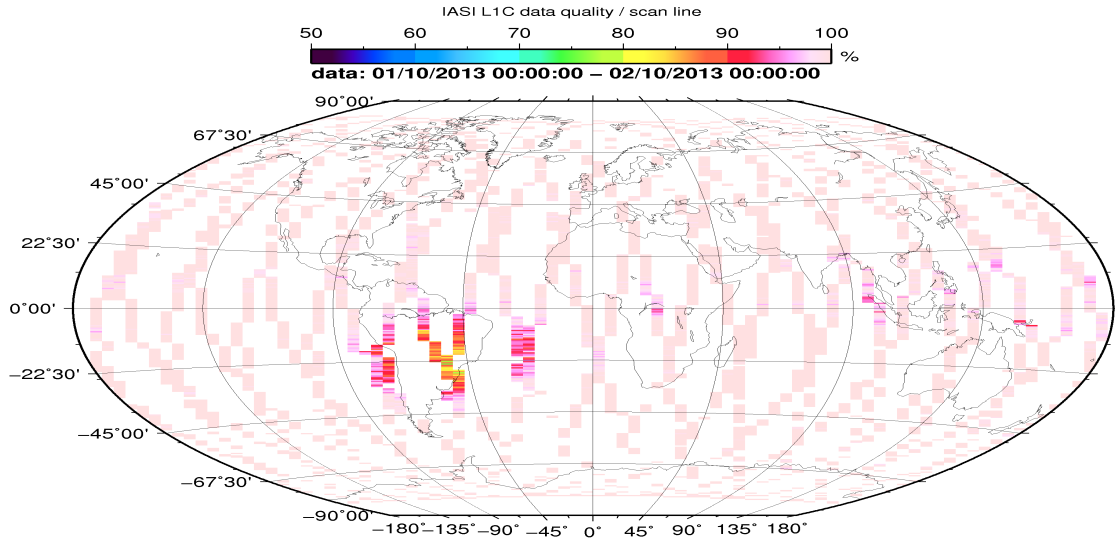 IASI L1C data quality / scan line
50 60 70 80 90 100
%
data: 01/10/2013 00:00:00 – 02/10/2013 00:00:00
90°00'
67°30'
45°00'
22°30'
0°00'
−22°30'
−45°00'
−67°30'
−90°00'
−180° −135° −90° −45° 0° 45° 90° 135° 180°